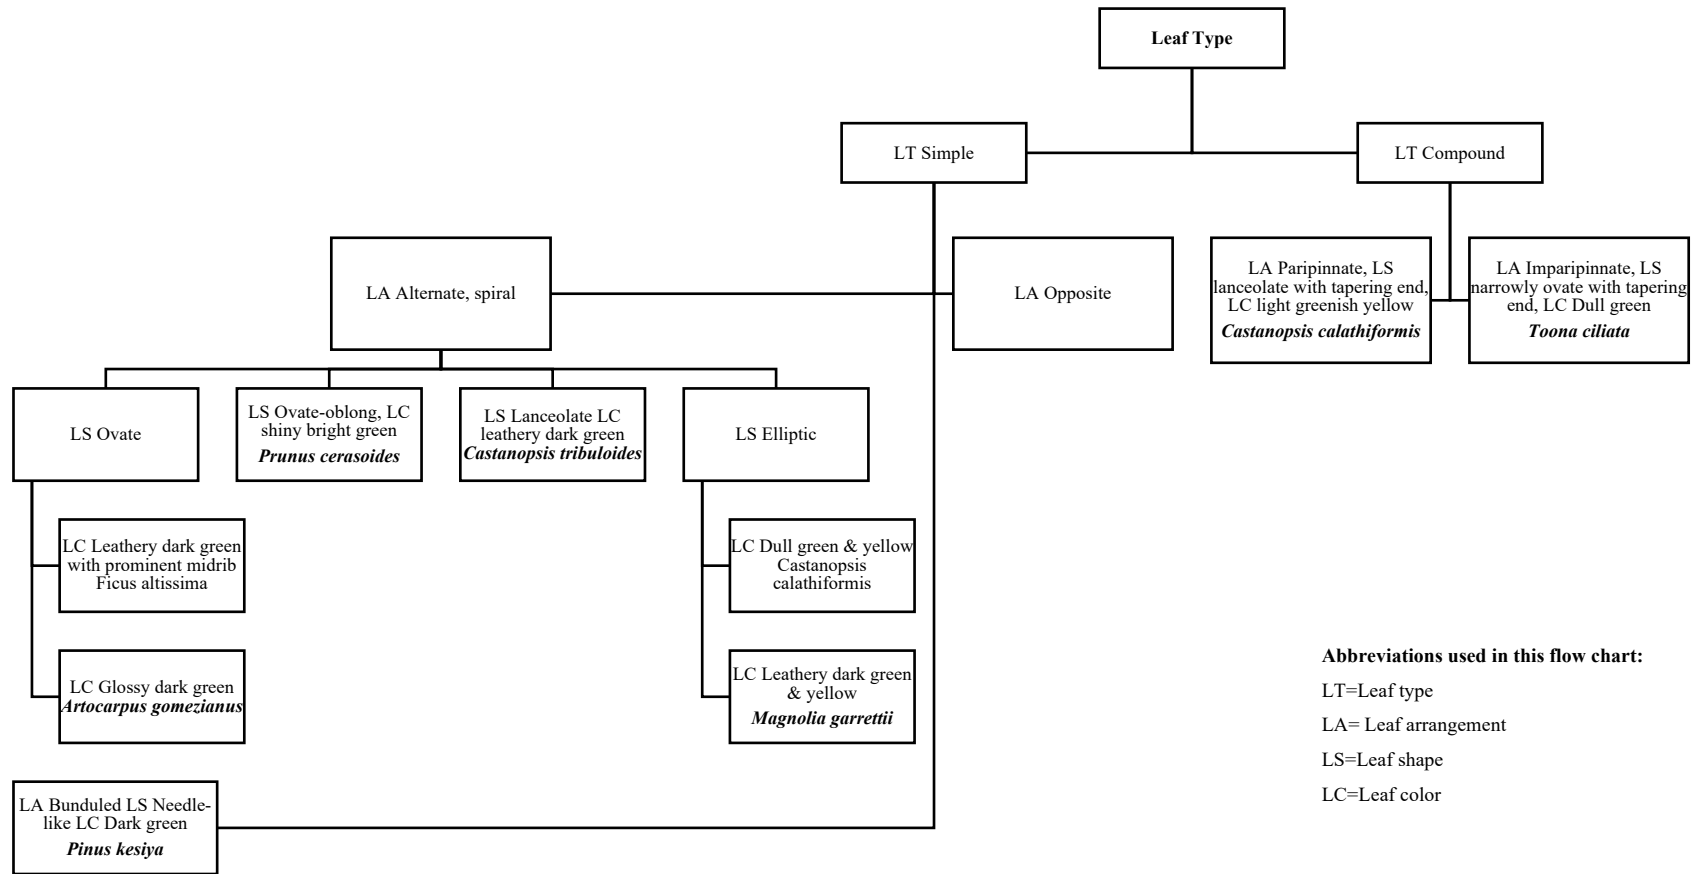 Leaf Type
LT Simple
LT Compound
LA Alternate, spiral
LA Opposite
LA Paripinnate, LS
lanceolate with tapering end,
LC light greenish yellow
Castanopsis calathiformis
LA Imparipinnate, LS
narrowly ovate with tapering
end, LC Dull green
Toona ciliata
LS Ovate
LS Ovate-oblong, LC
shiny bright green
Prunus cerasoides
LS Lanceolate LC
leathery dark green
Castanopsis tribuloides
LS Elliptic
LC Leathery dark green
with prominent midrib
Ficus altissima
LC Dull green & yellow
Castanopsis
calathiformis
LC Glossy dark green
Artocarpus gomezianus
LC Leathery dark green
& yellow
Magnolia garrettii
LA Bunduled LS Needle-
like LC Dark green
Pinus kesiya
Abbreviations used in this flow chart:
LT=Leaf type
LA= Leaf arrangement
LS=Leaf shape
LC=Leaf color